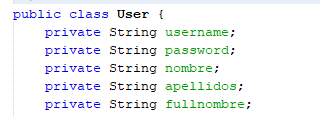 public class User {
private String username;
private String password;
private String nombre;
private String apellidos;
private String fullnombre;